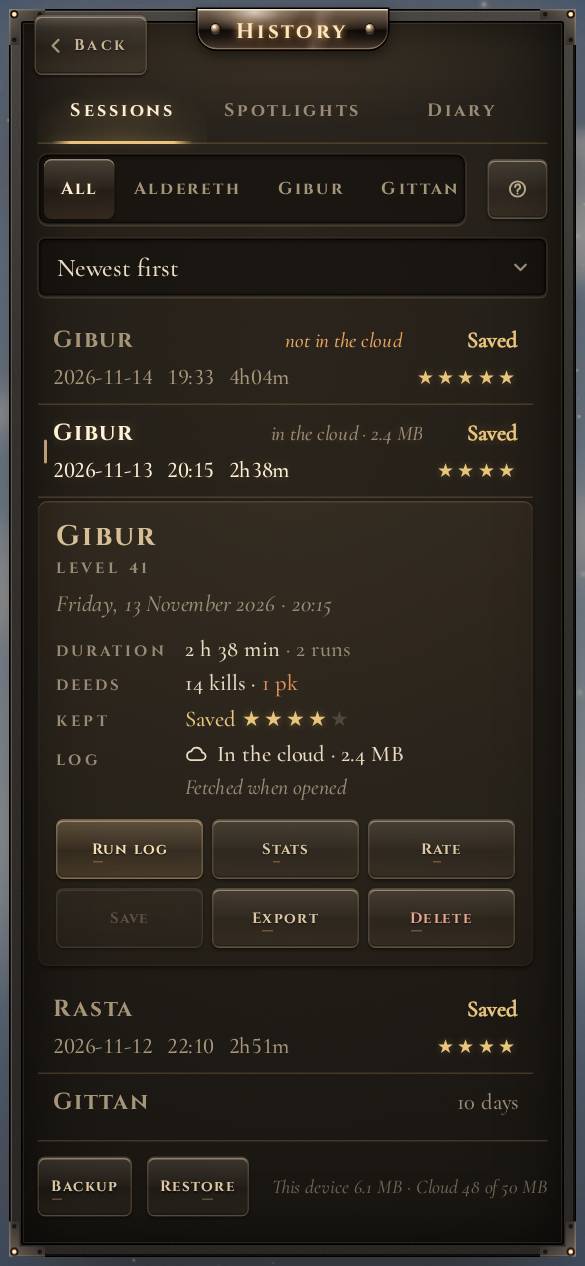 History
Back
Sessions Spotlights Diary
All Aldereth Gibur Gittan
Newest first
Gibur not in the cloud Saved
2026-11-14 19:33 4h04m ★★★★★
Gibur in the cloud · 2.4 MB Saved
2026-11-13 20:15 2h38m ★★★★
Gibur
LEVEL 41
Friday, 13 November 2026 · 20:15
DURATION 2 h 38 min · 2 runs
DEEDS 14 kills · 1 pk
KEPT Saved ★★★★★
LOG In the cloud · 2.4 MB
Fetched when opened
Run log Stats Rate
Save Export Delete
Rasta Saved
2026-11-12 22:10 2h51m ★★★★
Gittan 10 days
Backup Restore This device 6.1 MB · Cloud 48 of 50 MB